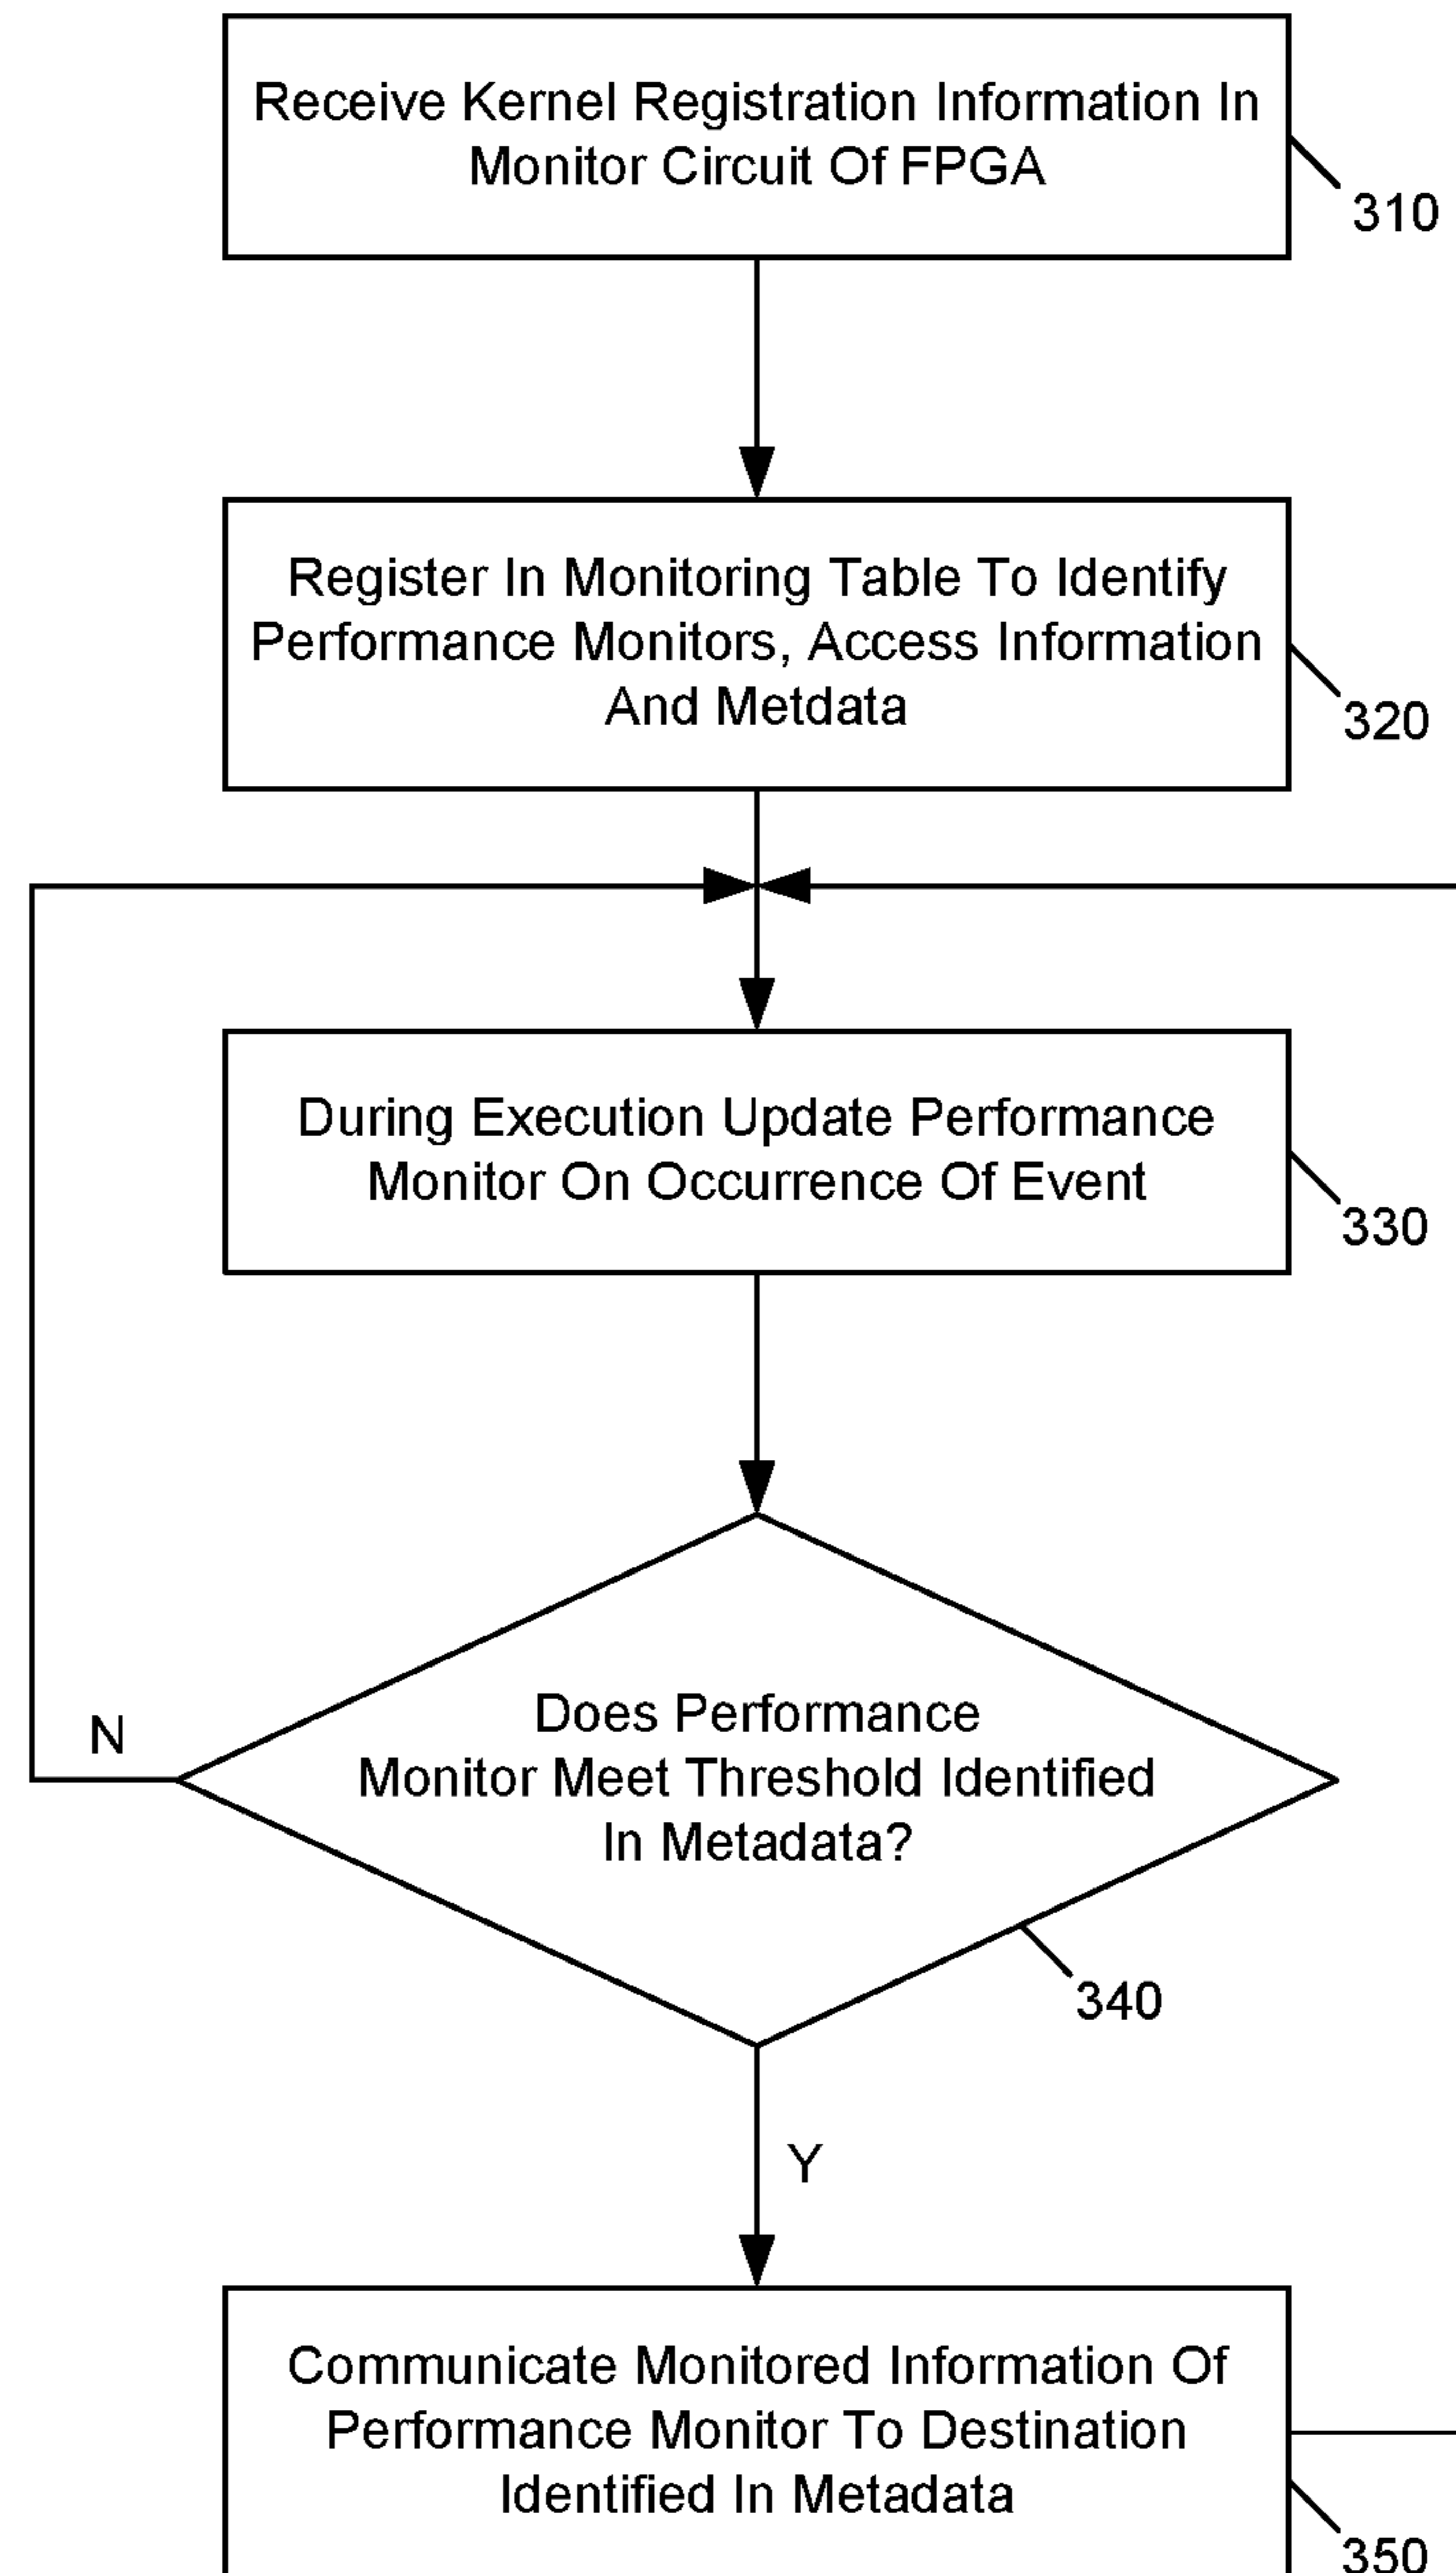 Receive Kernel Registration Information In
Monitor Circuit Of FPGA
310
Register In Monitoring Table To Identify
Performance Monitors, Access Information
And Metdata
320
During Execution Update Performance
Monitor On Occurrence Of Event
330
Does Performance
Monitor Meet Threshold Identified
In Metadata?
N
340
Y
Communicate Monitored Information Of
Performance Monitor To Destination
Identified In Metadata
350